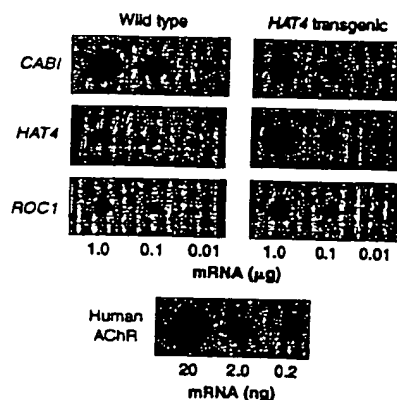 Wild type HAT4 transgenic
CABI
HAT4
ROC1
1.0 0.1 0.01 1.0 0.1 0.01
mRNA (µg)
Human
AChR
20 2.0 0.2
mRNA (ng)